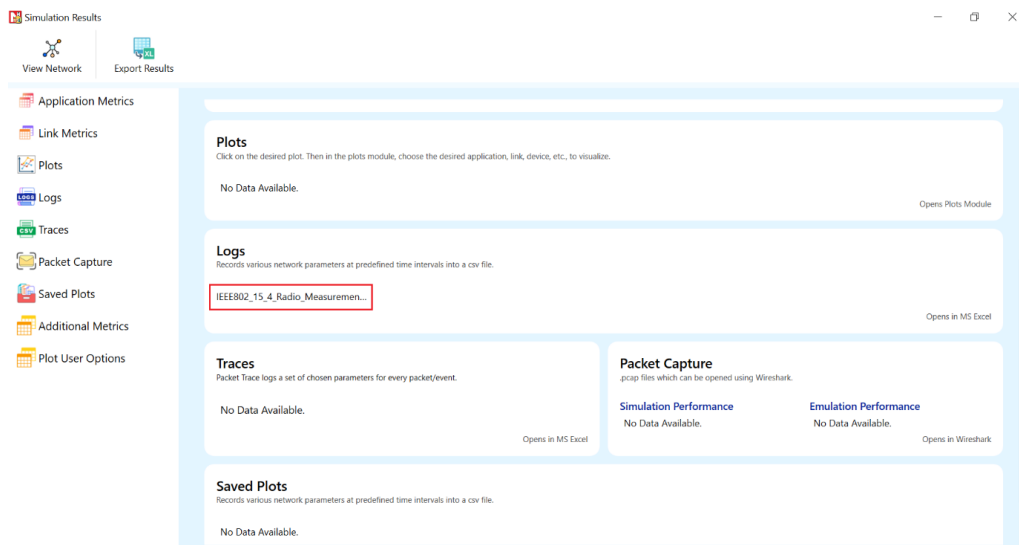 Simulation Results
View Network
Export Results
Application Metrics
Link Metrics
Plots
Logs
Traces
Packet Capture
Saved Plots
Additional Metrics
Plot User Options
Plots
Click on the desired plot. Then in the plots module, choose the desired application, link, device, etc., to visualize.
No Data Available.
Opens Plots Module
Logs
Records various network parameters at predefined time intervals into a csv file.
IEEE802_15_4_Radio_Measuremen...
Opens in MS Excel
Traces
Packet Trace logs a set of chosen parameters for every packet/event.
No Data Available.
Opens in MS Excel
Packet Capture
.pcap files which can be opened using Wireshark.
Simulation Performance
No Data Available.
Emulation Performance
No Data Available.
Opens in Wireshark
Saved Plots
Records various network parameters at predefined time intervals into a csv file.
No Data Available.